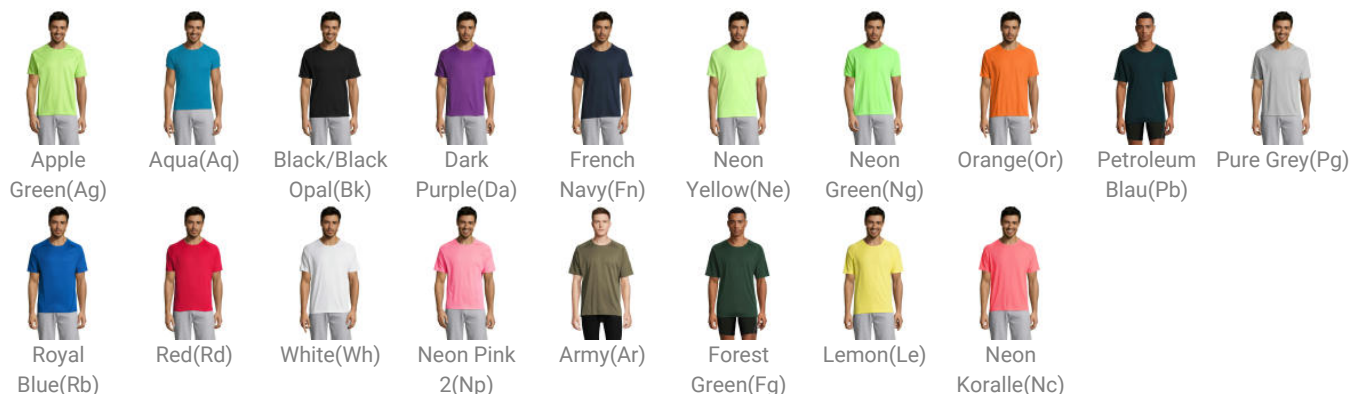 Apple Aqua(Aq) Black/Black Dark French Neon Neon Orange(Or) Petroleum Pure Grey(Pg)
Green(Ag) Opal(Bk) Purple(Da) Navy(Fn) Yellow(Ne) Green(Ng) Blau(Pb)
Royal Red(Rd) White(Wh) Neon Pink Army(Ar) Forest Lemon(Le) Neon
Blue(Rb) 2(Np) Green(Fg) Koralle(Nc)